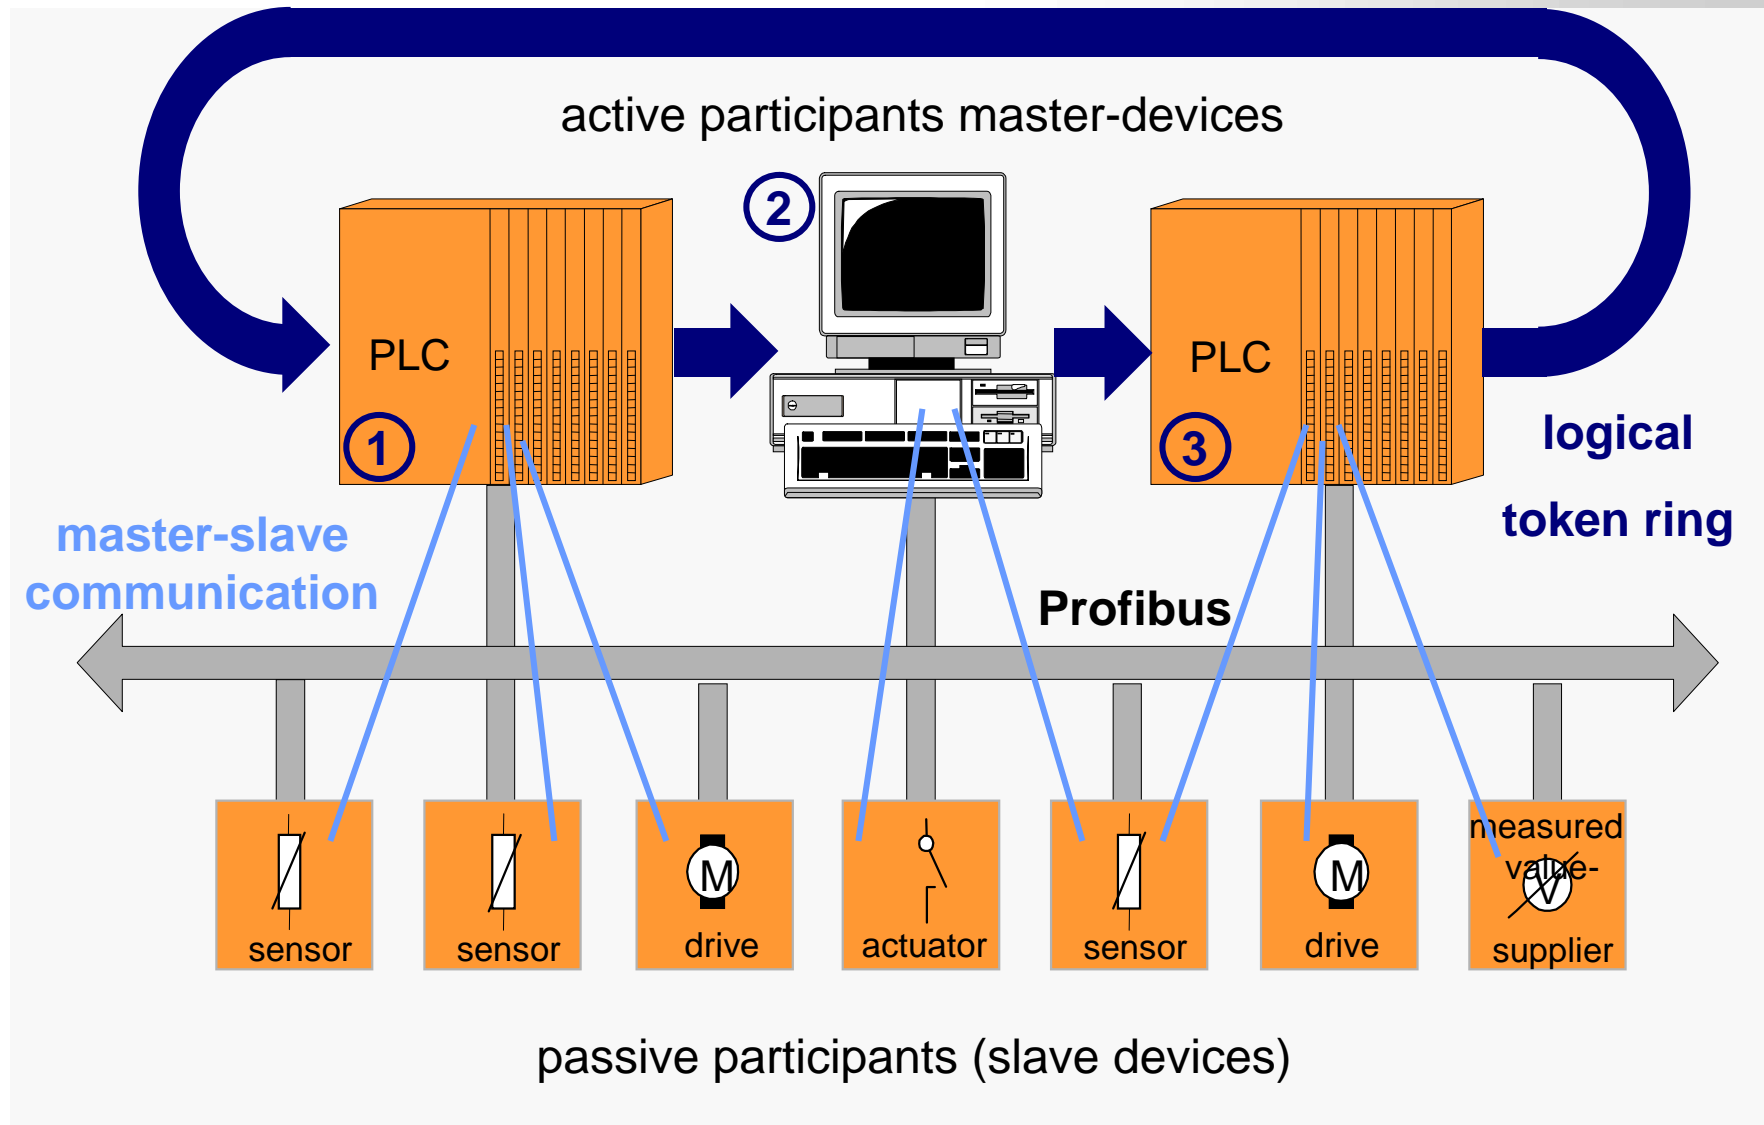 active participants master-devices
2
PLC
PLC
1
3
logical
token ring
master-slave
communication
Profibus
measured
value-
M
M
V
sensor
sensor
drive
actuator
sensor
drive
supplier
passive participants (slave devices)